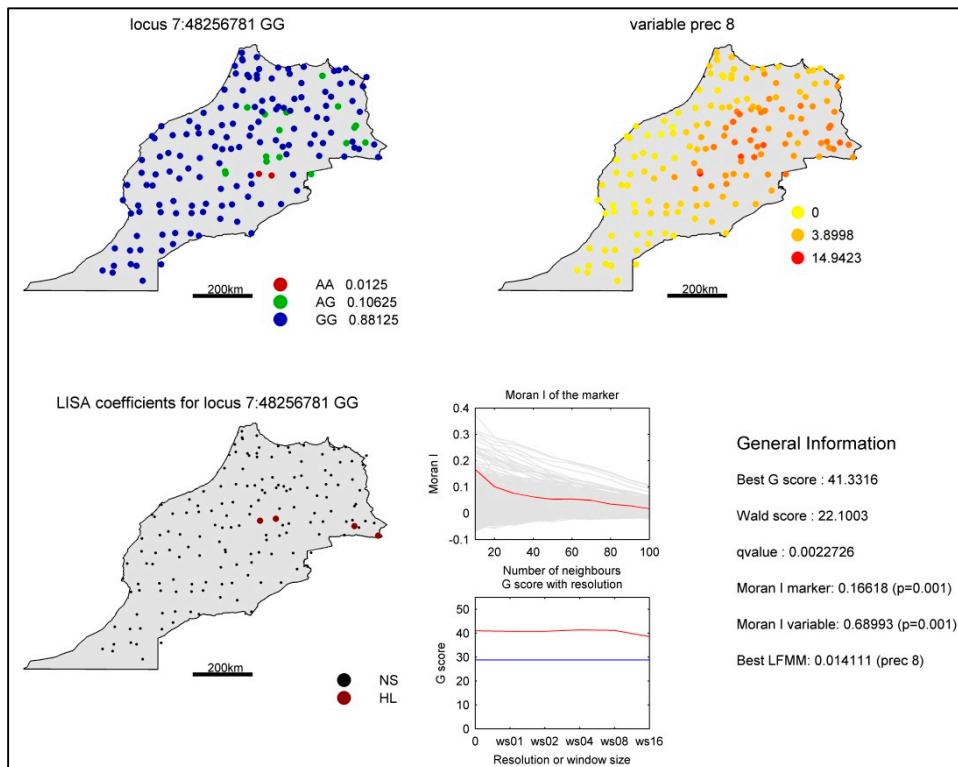 locus 7:48256781 GG
variable prec 8
200km
AA 0.0125
AG 0.10625
GG 0.88125
0
3.8998
14.9423
200km
LISA coefficients for locus 7:48256781 GG
200km
NS
HL
Moran I of the marker
Moran I
0.4
0.3
0.2
0.1
0
-0.1
20 40 60 80 100
Number of neighbours
G score with resolution
G score
50
40
30
20
10
0
0 ws01 ws02 ws04 ws08 ws16
Resolution or window size
General Information
Best G score : 41.3316
Wald score : 22.1003
qvalue : 0.0022726
Moran I marker: 0.16618 (p=0.001)
Moran I variable: 0.68993 (p=0.001)
Best LFMM: 0.014111 (prec 8)